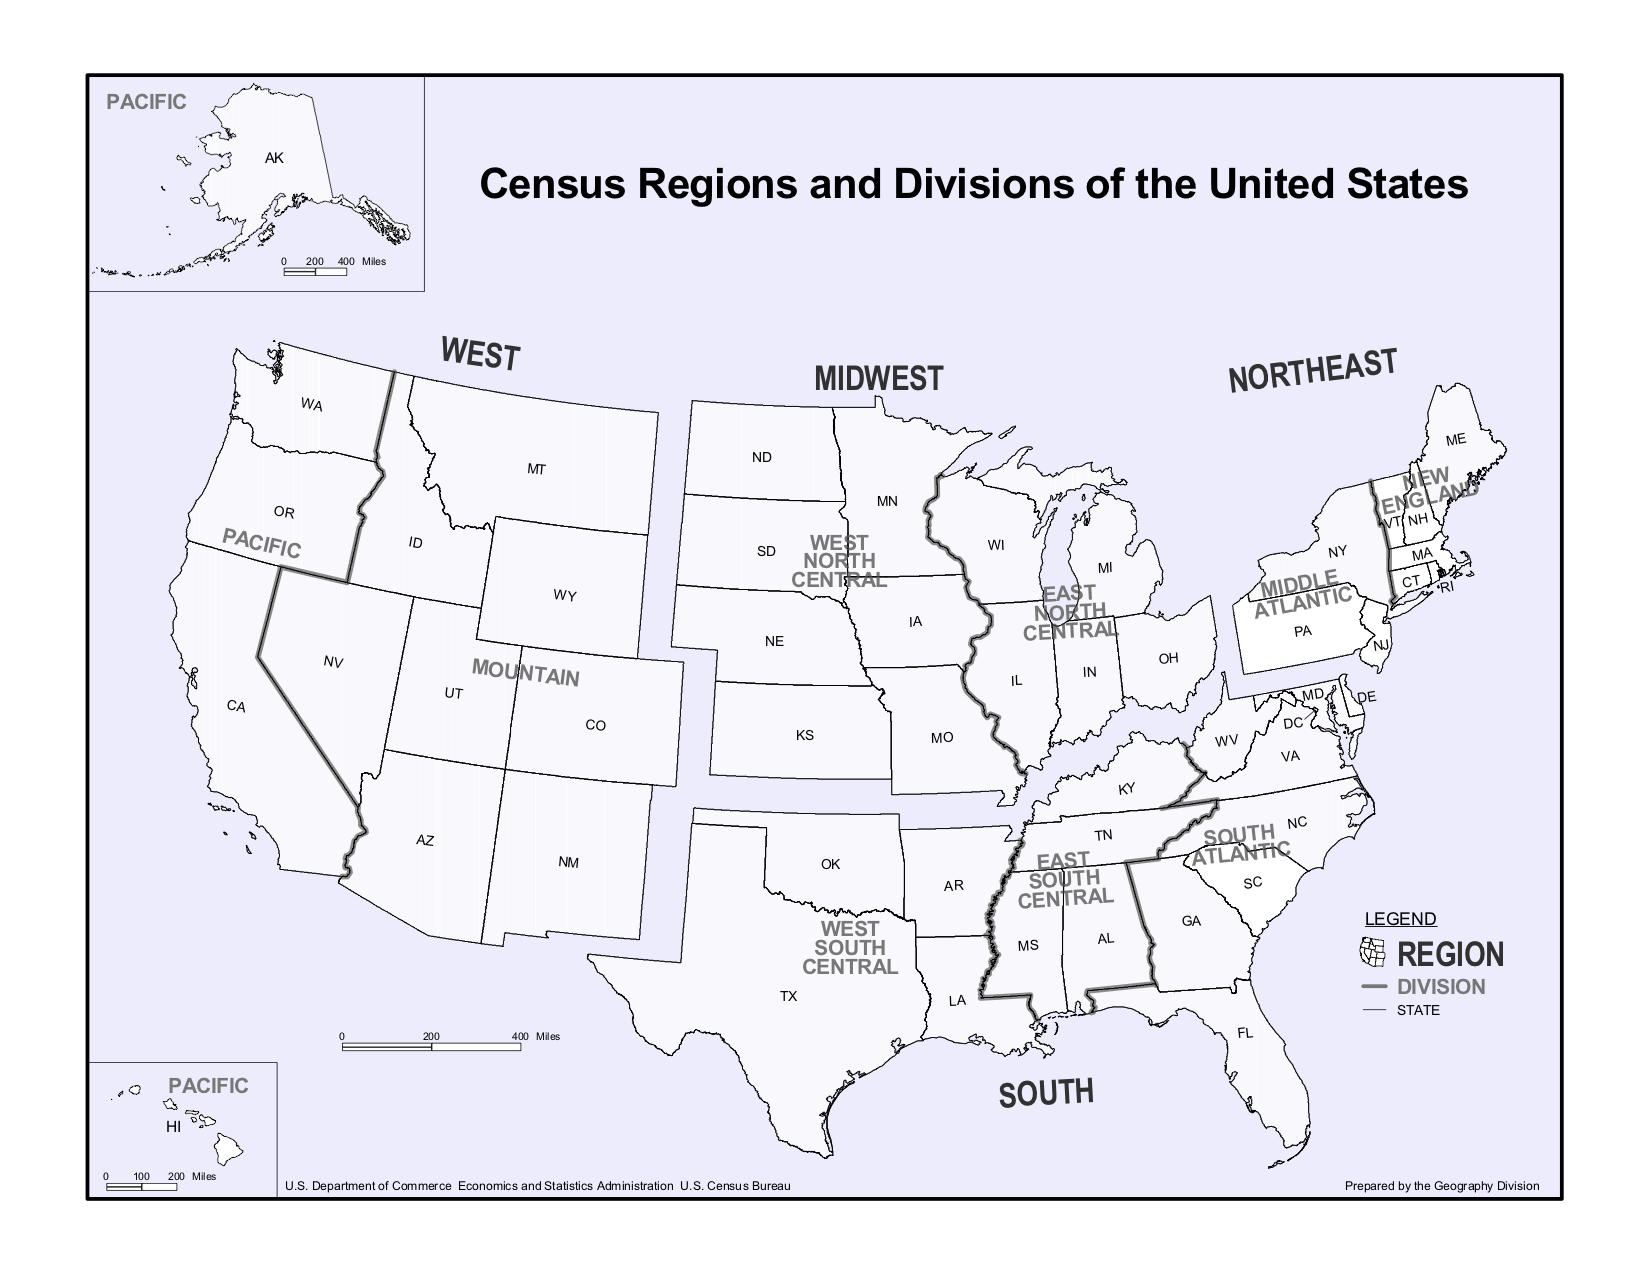 PACIFIC
AK
0 200 400 Miles
Census Regions and Divisions of the United States
WEST
MIDWEST
NORTHEAST
WA
MT
OR
PACIFIC
ID
WY
NV
MOUNTAIN
UT
CA
CO
AZ
NM
ND
MN
SD
WEST
NORTH
CENTRAL
NE
IA
KS
MO
WI
MI
EAST
NORTH
CENTRAL
IL
IN
OH
ME
NEW
ENGLAND
VT
NH
NY
MA
CT
RI
MIDDLE
ATLANTIC
PA
NJ
MD
DE
DC
WV
VA
KY
TN
NC
SOUTH
ATLANTIC
SC
EAST
SOUTH
CENTRAL
OK
AR
WEST
SOUTH
CENTRAL
MS
AL
GA
TX
LA
FL
SOUTH
LEGEND
REGION
DIVISION
STATE
0 200 400 Miles
PACIFIC
HI
0 100 200 Miles
U.S. Department of Commerce Economics and Statistics Administration U.S. Census Bureau
Prepared by the Geography Division